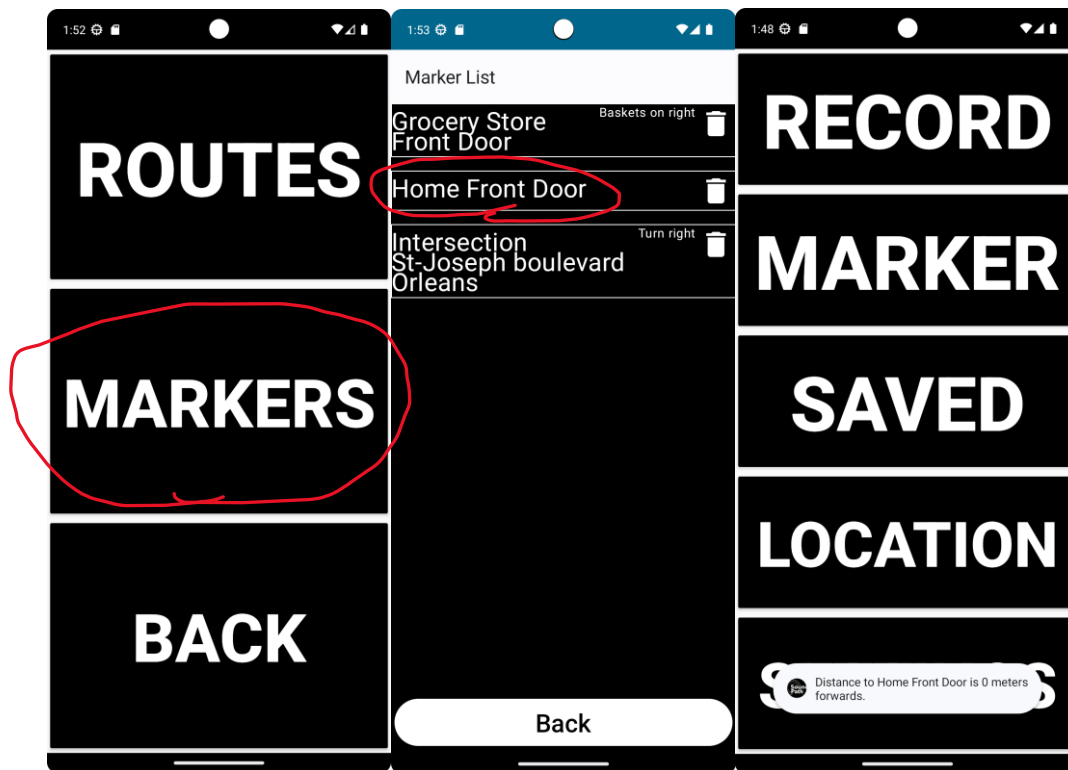 1:52
ROUTES
MARKERS
BACK
1:53
Marker List
Grocery Store
Front Door
Baskets on right
Home Front Door
Intersection
St-Joseph boulevard
Orleans
Turn right
Back
1:48
RECORD
MARKER
SAVED
LOCATION
Distance to Home Front Door is 0 meters
forwards.